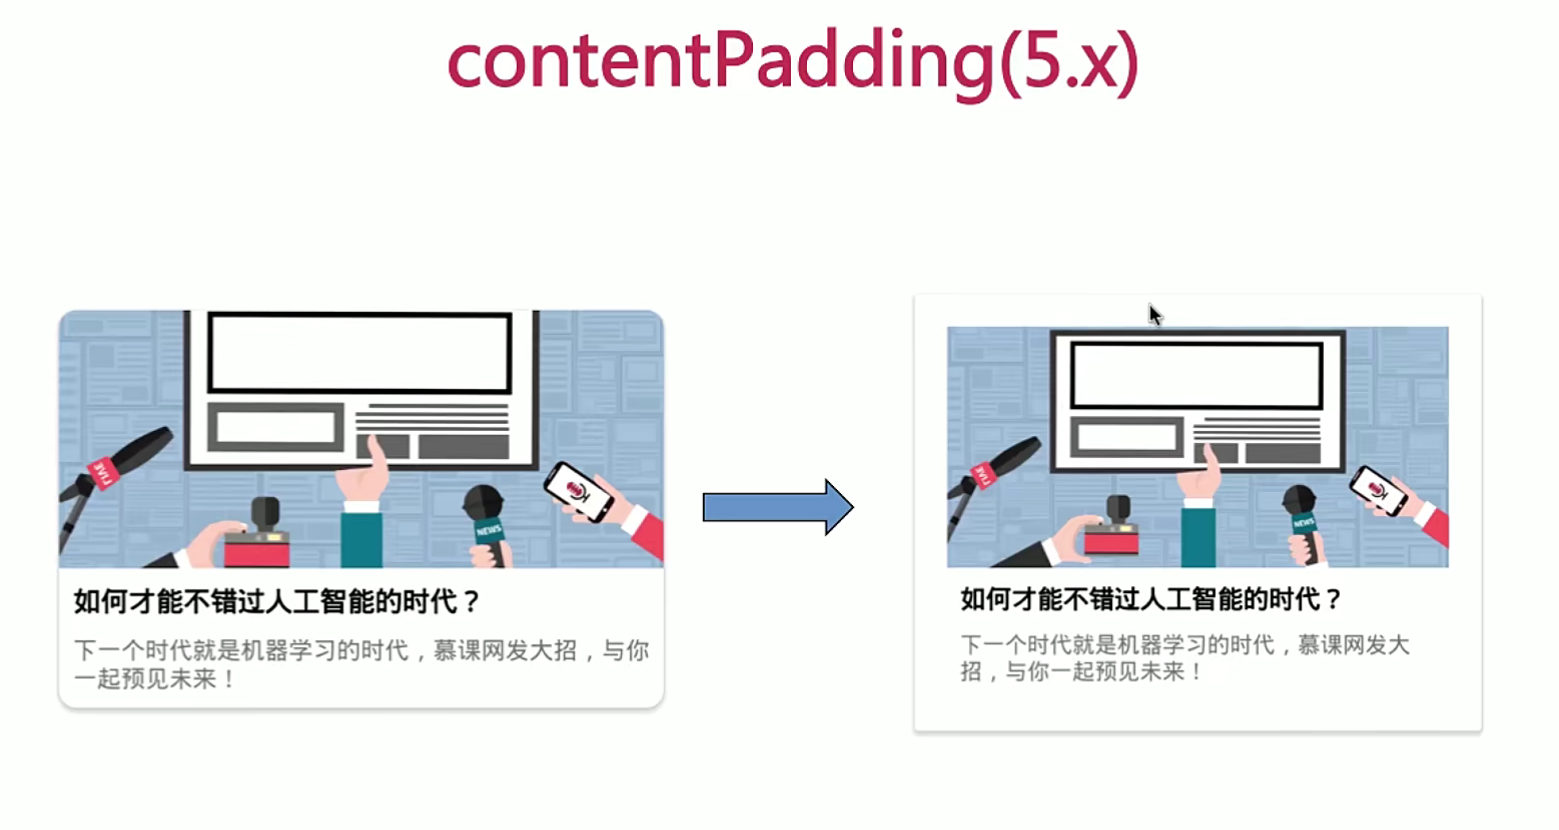 contentPadding(5.x)
LIVE
NEWS
如何才能不错过人工智能的时代？
下一个时代就是机器学习的时代，慕课网发大招，与你
一起预见未来！
LIVE
NEWS
如何才能不错过人工智能的时代？
下一个时代就是机器学习的时代，慕课网发大
招，与你一起预见未来！